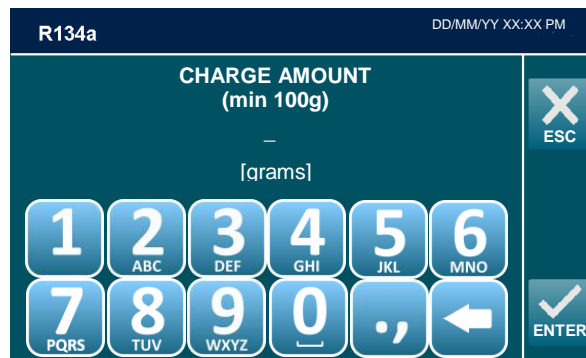 R134a DD/MM/YY XX:XX PM
CHARGE AMOUNT
(min 100g)
_
[grams]
ESC
1 2 ABC 3 DEF 4 GHI 5 JKL 6 MNO
7 PQRS 8 TUV 9 WXYZ 0 .,
ENTER